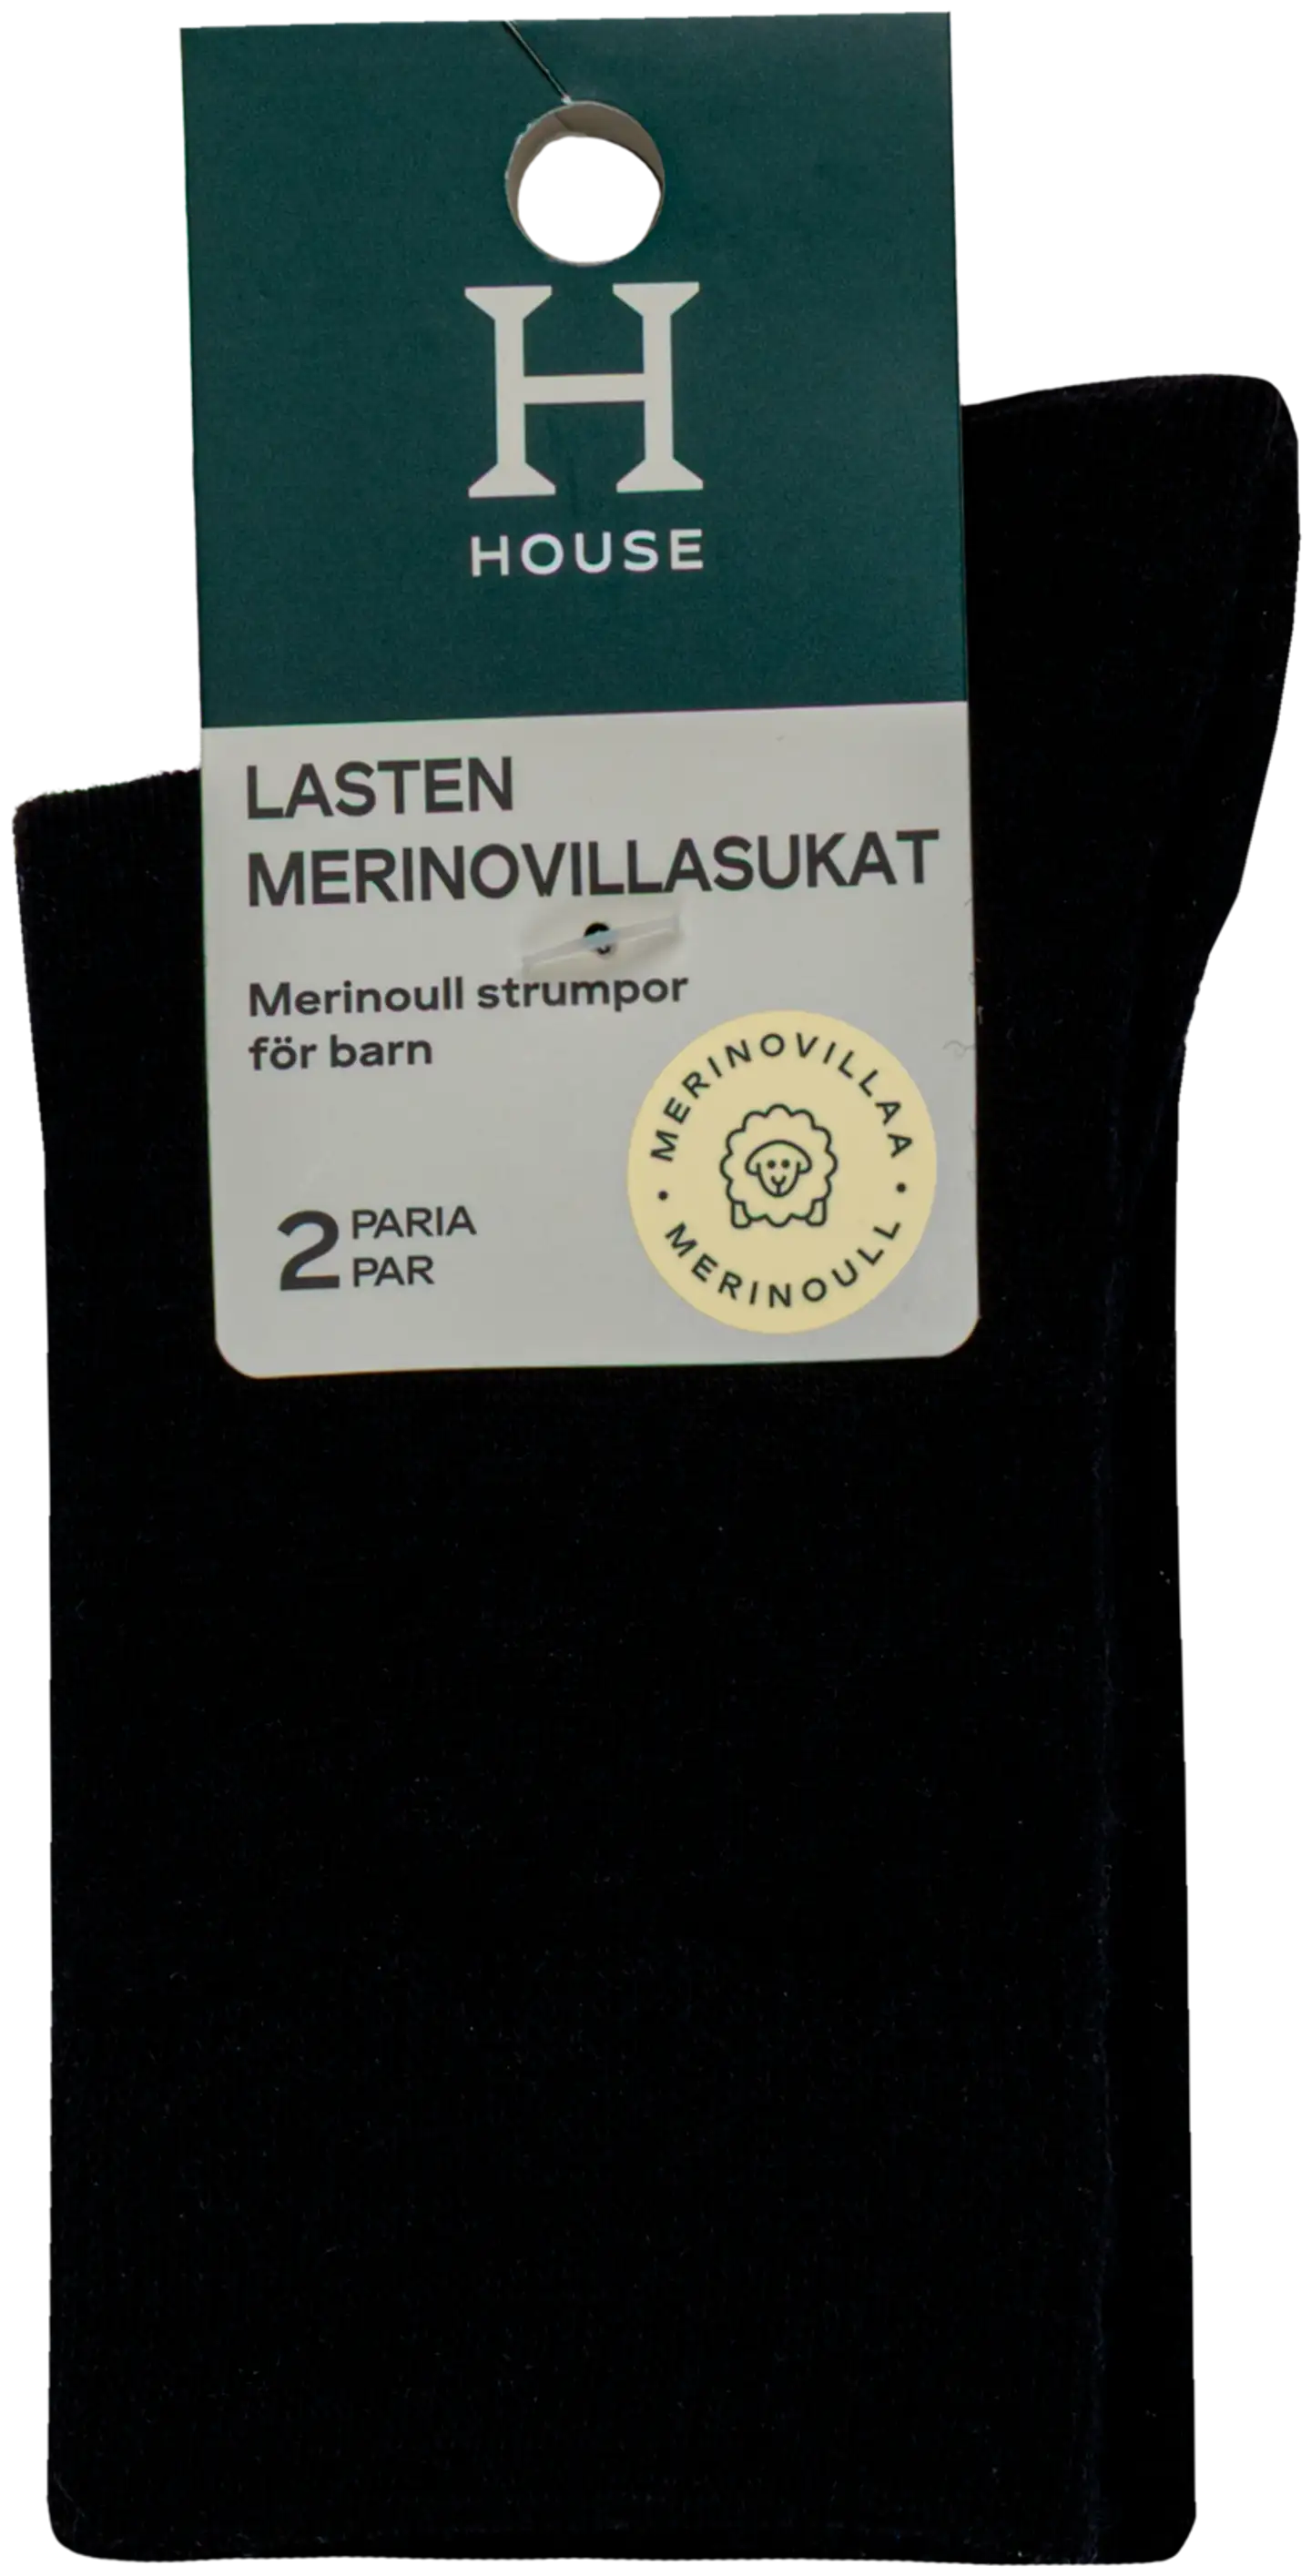 H
HOUSE
LASTEN
MERINOVILLASUKAT
Merinoull strumpor
för barn
2 PARIA
PAR
MERINOVILLAA
• MERINOULL •